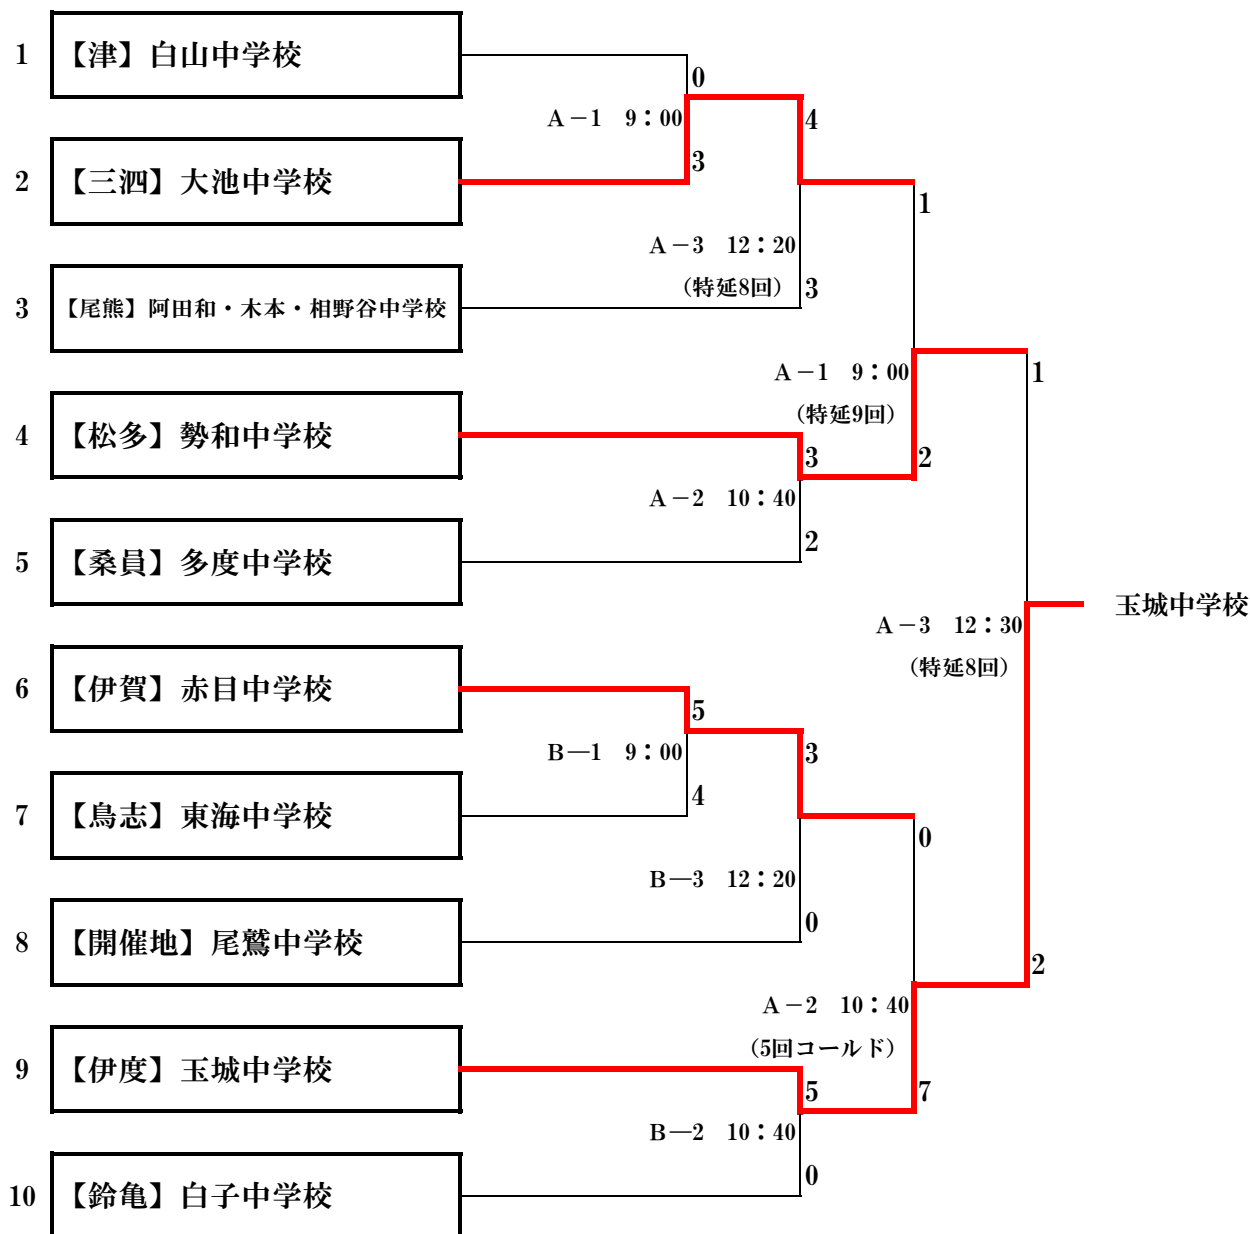 1 【津】白山中学校
0
A－1 9：00
4
2 【三泗】大池中学校
3
1
A－3 12：20
（特延8回）
3
3 【尾熊】阿田和・木本・相野谷中学校
A－1 9：00
1
（特延9回）
4 【松多】勢和中学校
3
2
A－2 10：40
2
5 【桑員】多度中学校
玉城中学校
A－3 12：30
（特延8回）
6 【伊賀】赤目中学校
5
B―1 9：00
3
4
7 【鳥志】東海中学校
0
B―3 12：20
0
8 【開催地】尾鷲中学校
2
A－2 10：40
（5回コールド）
9 【伊度】玉城中学校
5
7
B―2 10：40
0
10 【鈴亀】白子中学校